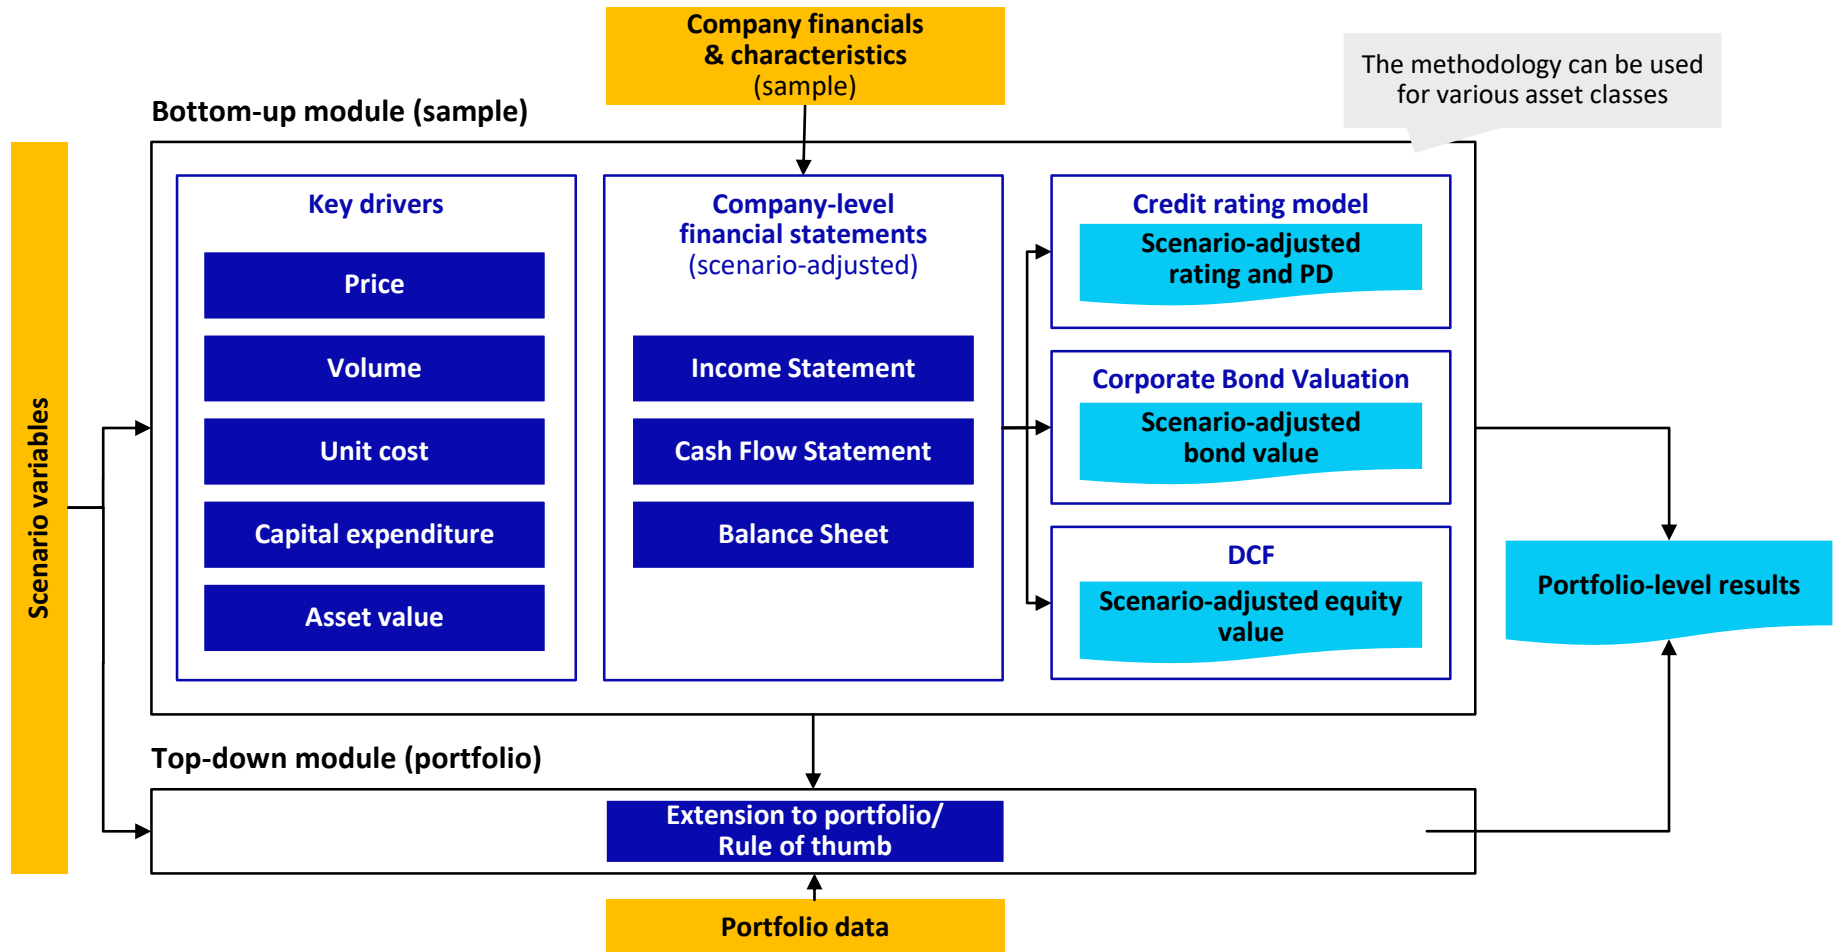 Company financials
& characteristics
(sample)
The methodology can be used
for various asset classes
Bottom-up module (sample)
Scenario variables
Key drivers
Price
Volume
Unit cost
Capital expenditure
Asset value
Company-level
financial statements
(scenario-adjusted)
Income Statement
Cash Flow Statement
Balance Sheet
Credit rating model
Scenario-adjusted
rating and PD
Corporate Bond Valuation
Scenario-adjusted
bond value
DCF
Scenario-adjusted equity
value
Portfolio-level results
Top-down module (portfolio)
Extension to portfolio/
Rule of thumb
Portfolio data